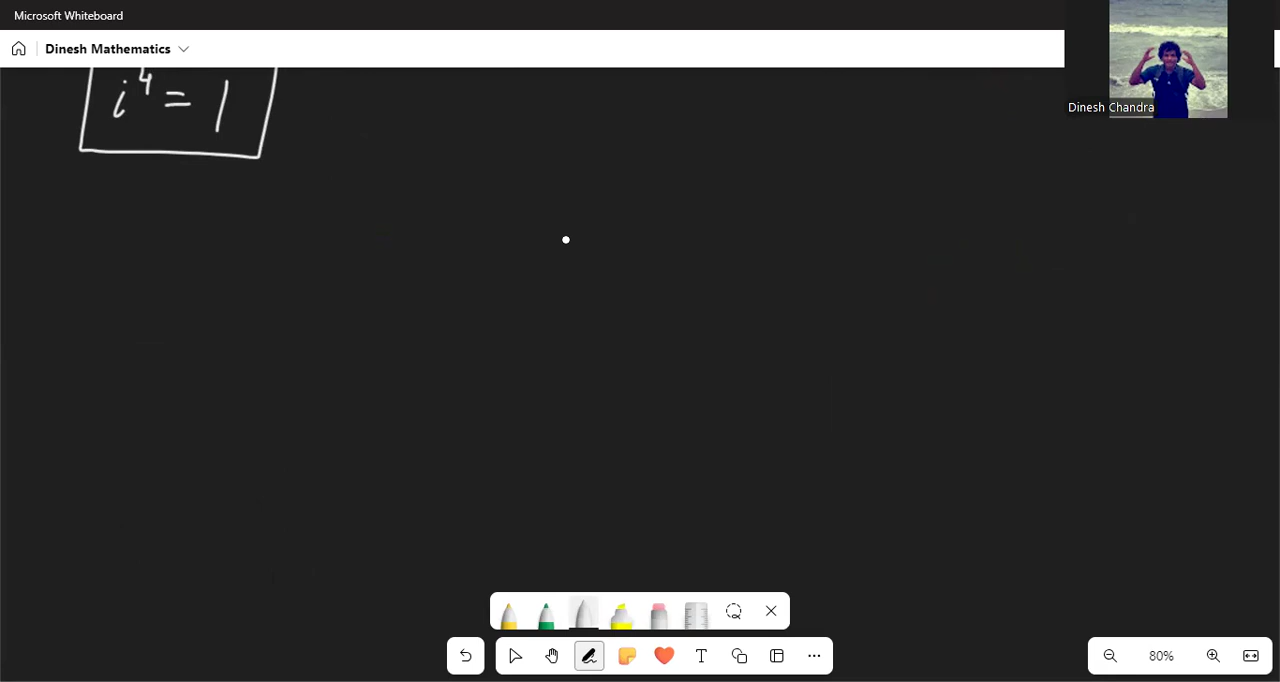 Microsoft Whiteboard
Dinesh Mathematics
Dinesh Chandra
i⁴ = 1
80%